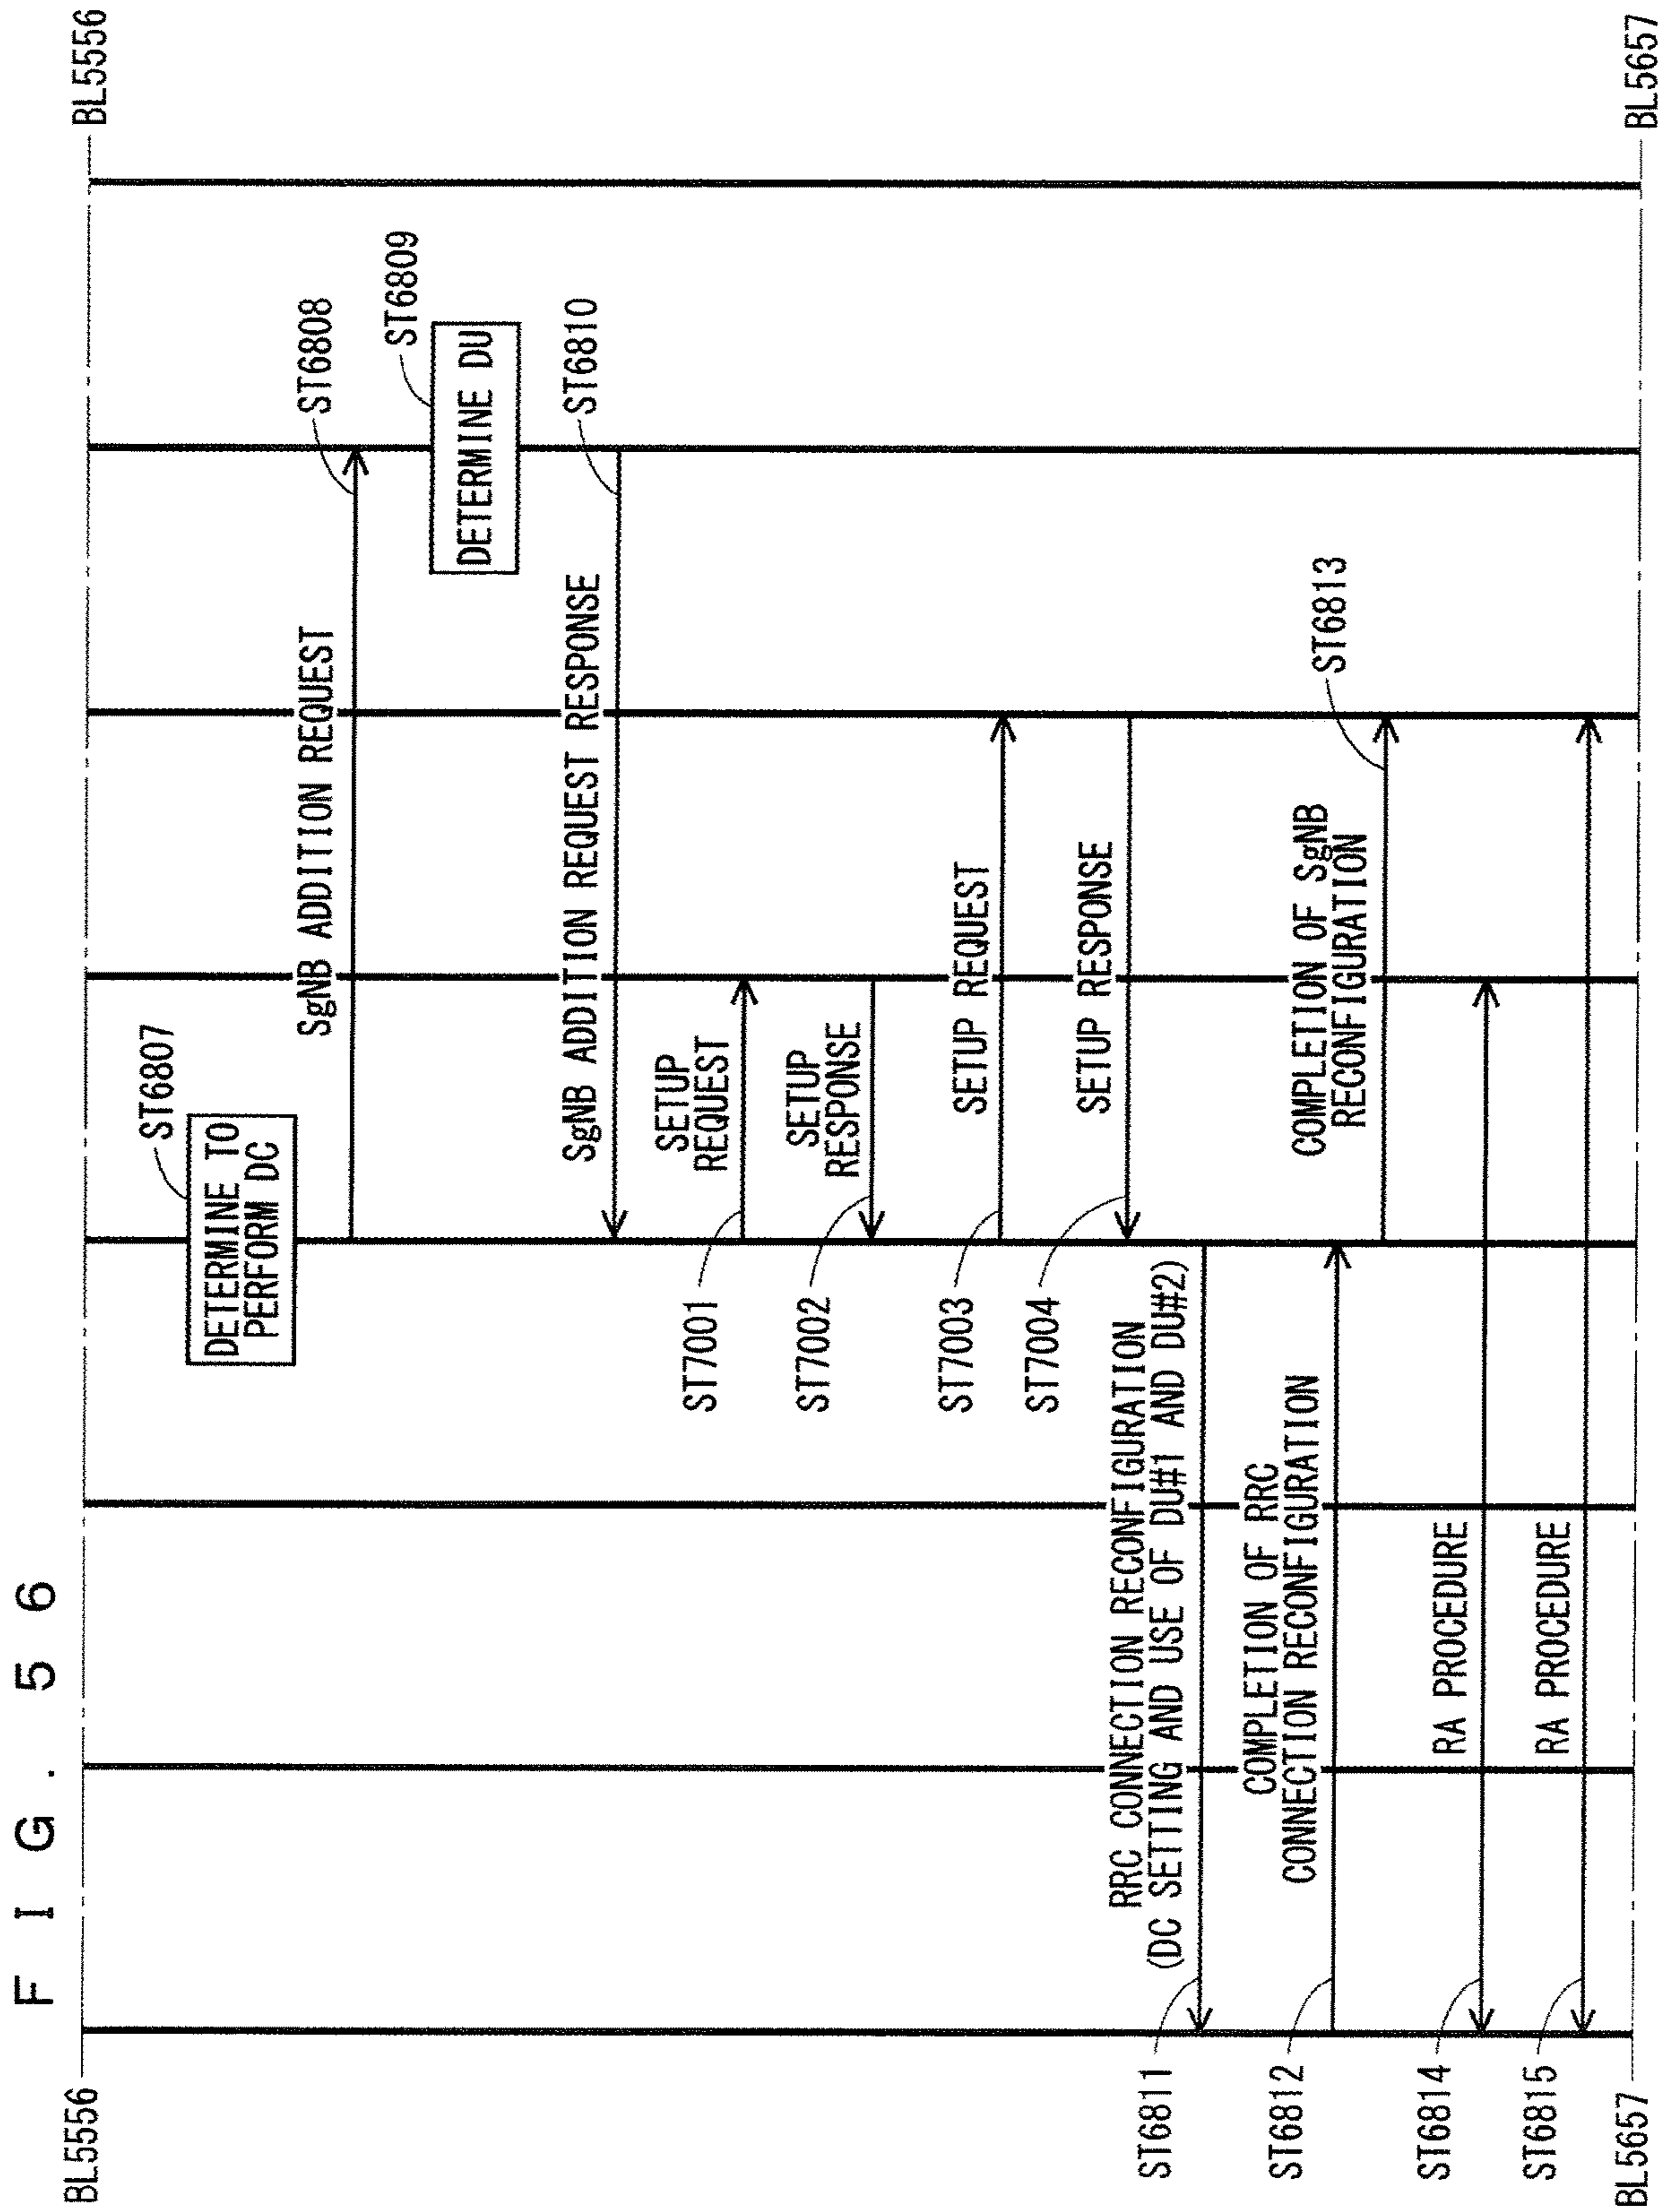 FIG. 56
BL5556
BL5556
DETERMINE TO
PERFORM DC
ST6807
SgNB ADDITION REQUEST
ST6808
DETERMINE DU
ST6809
SgNB ADDITION REQUEST RESPONSE
ST6810
ST7001
SETUP
REQUEST
ST7002
SETUP
RESPONSE
ST7003
SETUP REQUEST
ST7004
SETUP RESPONSE
ST6811
RRC CONNECTION RECONFIGURATION
(DC SETTING AND USE OF DU#1 AND DU#2)
ST6812
COMPLETION OF RRC
CONNECTION RECONFIGURATION
COMPLETION OF SgNB
RECONFIGURATION
ST6813
ST6814
RA PROCEDURE
ST6815
RA PROCEDURE
BL5657
BL5657